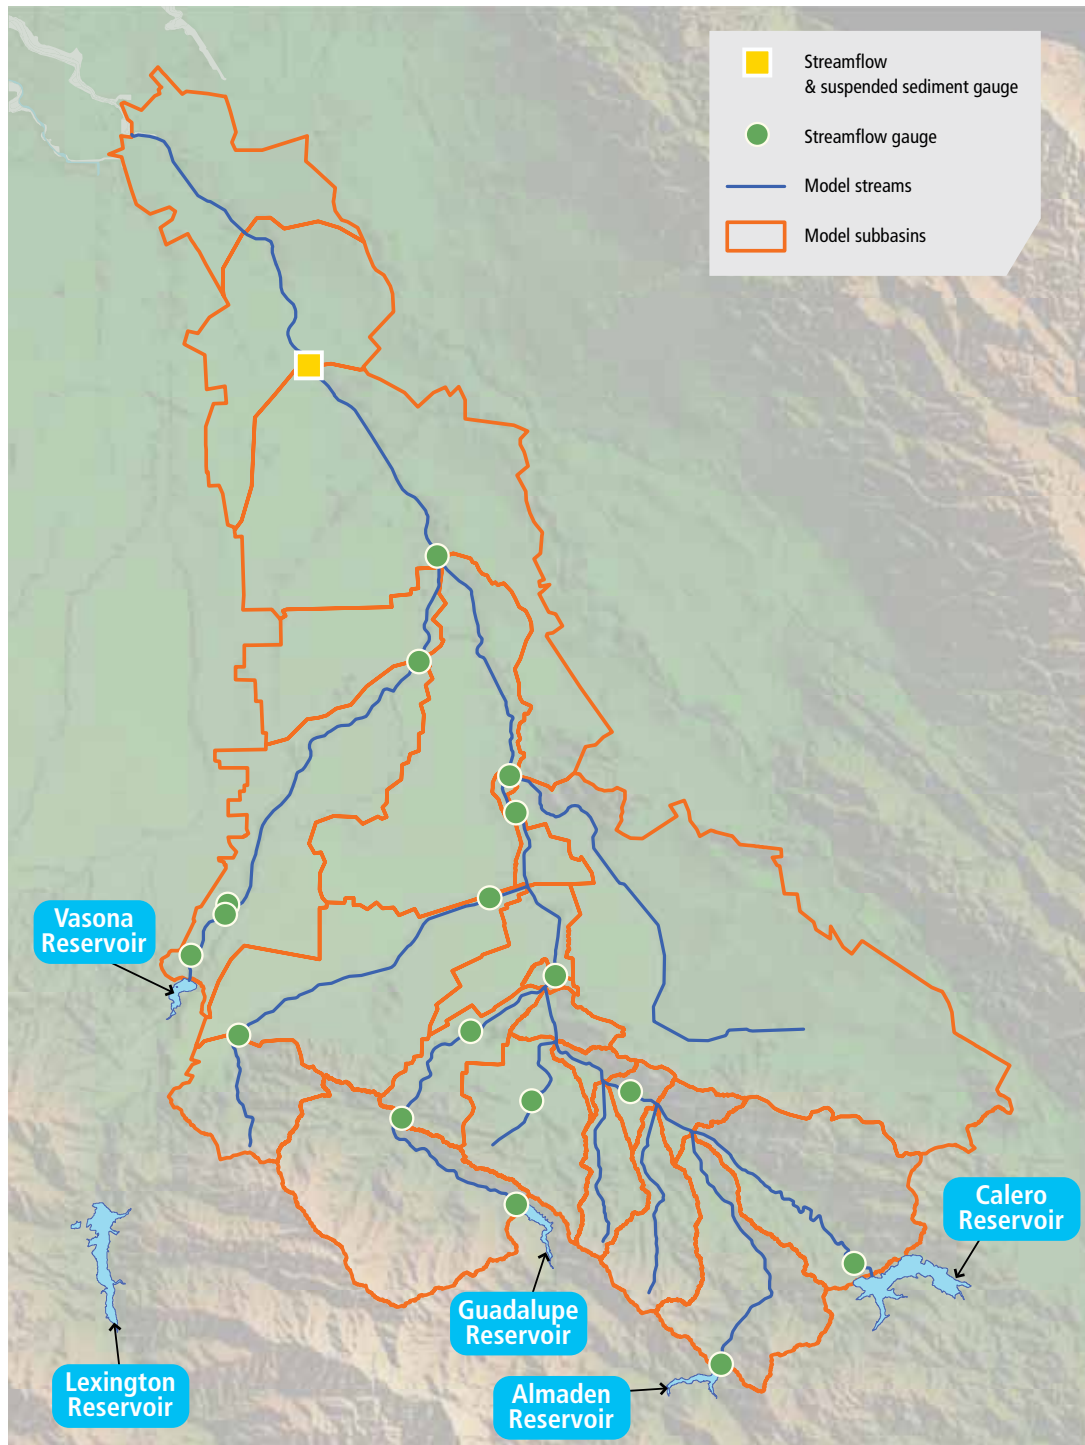 Streamflow
& suspended sediment gauge
Streamflow gauge
Model streams
Model subbasins
Vasona
Reservoir
Calero
Reservoir
Guadalupe
Reservoir
Lexington
Reservoir
Almaden
Reservoir